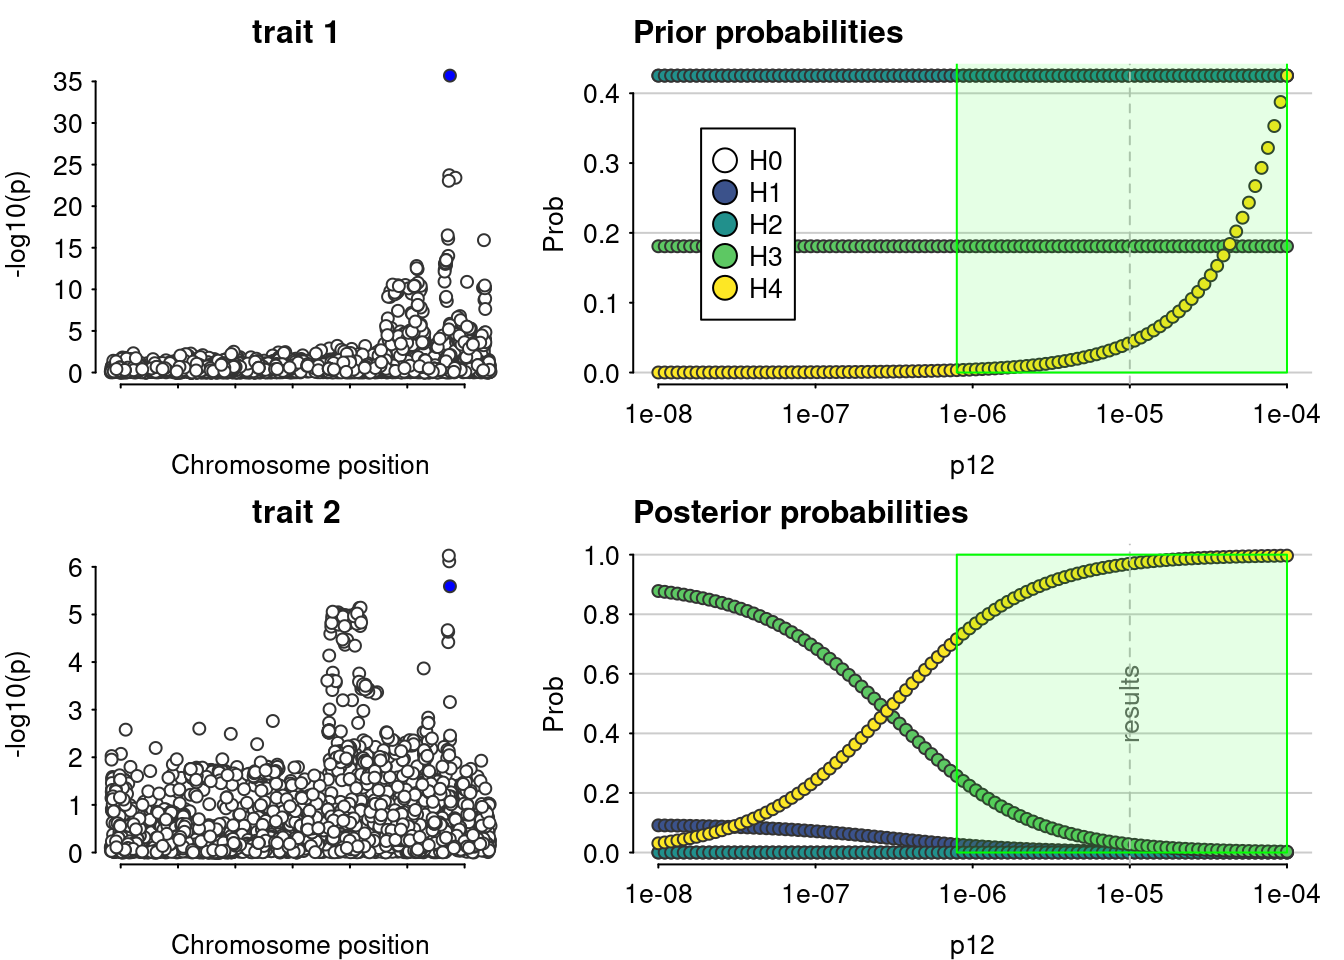 trait 1
35
30
25
20
15
10
5
0
-log10(p)
Chromosome position
Prior probabilities
0.4
0.3
0.2
0.1
0.0
Prob
H0
H1
H2
H3
H4
1e-08 1e-07 1e-06 1e-05 1e-04
p12
trait 2
6
5
4
3
2
1
0
-log10(p)
Chromosome position
Posterior probabilities
1.0
0.8
0.6
0.4
0.2
0.0
Prob
results
1e-08 1e-07 1e-06 1e-05 1e-04
p12